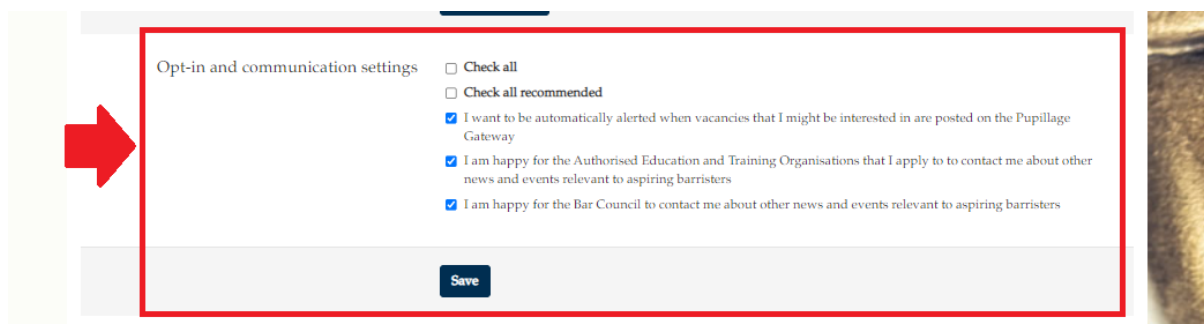 Opt-in and communication settings
Check all
Check all recommended
I want to be automatically alerted when vacancies that I might be interested in are posted on the Pupillage
Gateway
I am happy for the Authorised Education and Training Organisations that I apply to to contact me about other
news and events relevant to aspiring barristers
I am happy for the Bar Council to contact me about other news and events relevant to aspiring barristers
Save